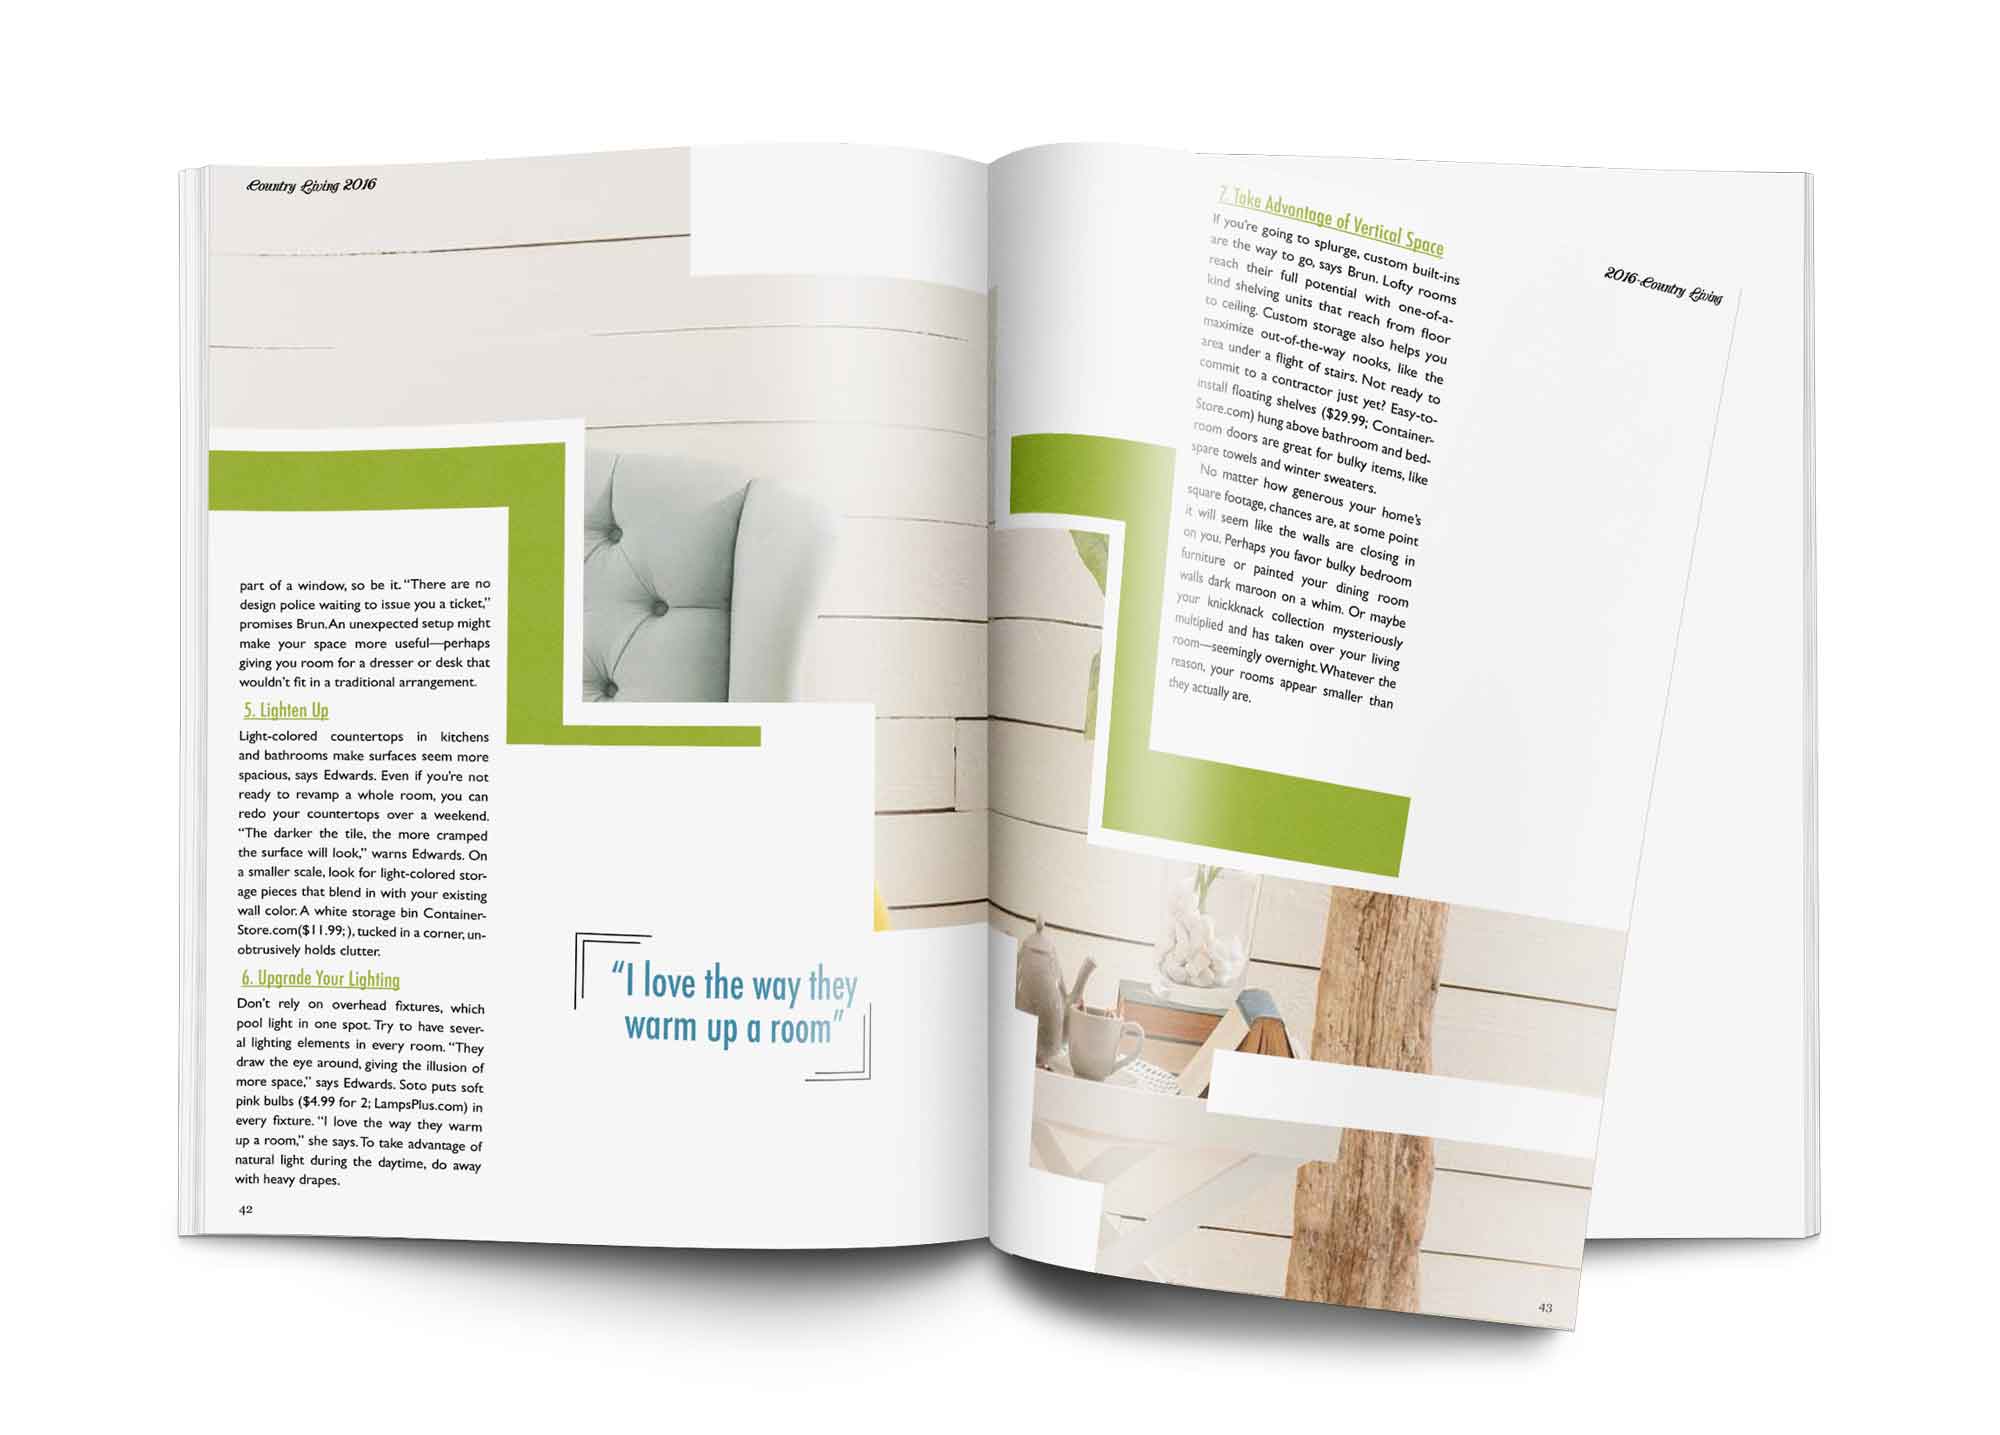 Country Living 2016
part of a window, so be it. “There are no
design police waiting to issue you a ticket,”
promises Brun. An unexpected setup might
make your space more useful—perhaps
giving you room for a dresser or desk that
wouldn’t fit in a traditional arrangement.
5. Lighten Up
Light-colored countertops in kitchens
and bathrooms make surfaces seem more
spacious, says Edwards. Even if you’re not
ready to revamp a whole room, you can
redo your countertops over a weekend.
“The darker the tile, the more cramped
the surface will look,” warns Edwards. On
a smaller scale, look for light-colored stor-
age pieces that blend in with your existing
wall color. A white storage bin Container-
Store.com($11.99; ), tucked in a corner, un-
obtrusively holds clutter.
6. Upgrade Your Lighting
Don’t rely on overhead fixtures, which
pool light in one spot. Try to have sever-
al lighting elements in every room. “They
draw the eye around, giving the illusion of
more space,” says Edwards. Soto puts soft
pink bulbs ($4.99 for 2; LampsPlus.com) in
every fixture. “I love the way they warm
up a room,” she says. To take advantage of
natural light during the daytime, do away
with heavy drapes.
42
“I love the way they
warm up a room”
7. Take Advantage of Vertical Space
If you’re going to splurge, custom built-ins
are the way to go, says Brun. Lofty rooms
reach their full potential with one-of-a-
kind shelving units that reach from floor
to ceiling. Custom storage also helps you
maximize out-of-the-way nooks, like the
area under a flight of stairs. Not ready to
commit to a contractor just yet? Easy-to-
install floating shelves ($29.99; Container-
Store.com) hung above bathroom and bed-
room doors are great for bulky items, like
spare towels and winter sweaters.
No matter how generous your home’s
square footage, chances are, at some point
it will seem like the walls are closing in
on you. Perhaps you favor bulky bedroom
furniture or painted your dining room
walls dark maroon on a whim. Or maybe
your knickknack collection mysteriously
multiplied and has taken over your living
room—seemingly overnight. Whatever the
reason, your rooms appear smaller than
they actually are.
2016-Country Living
43